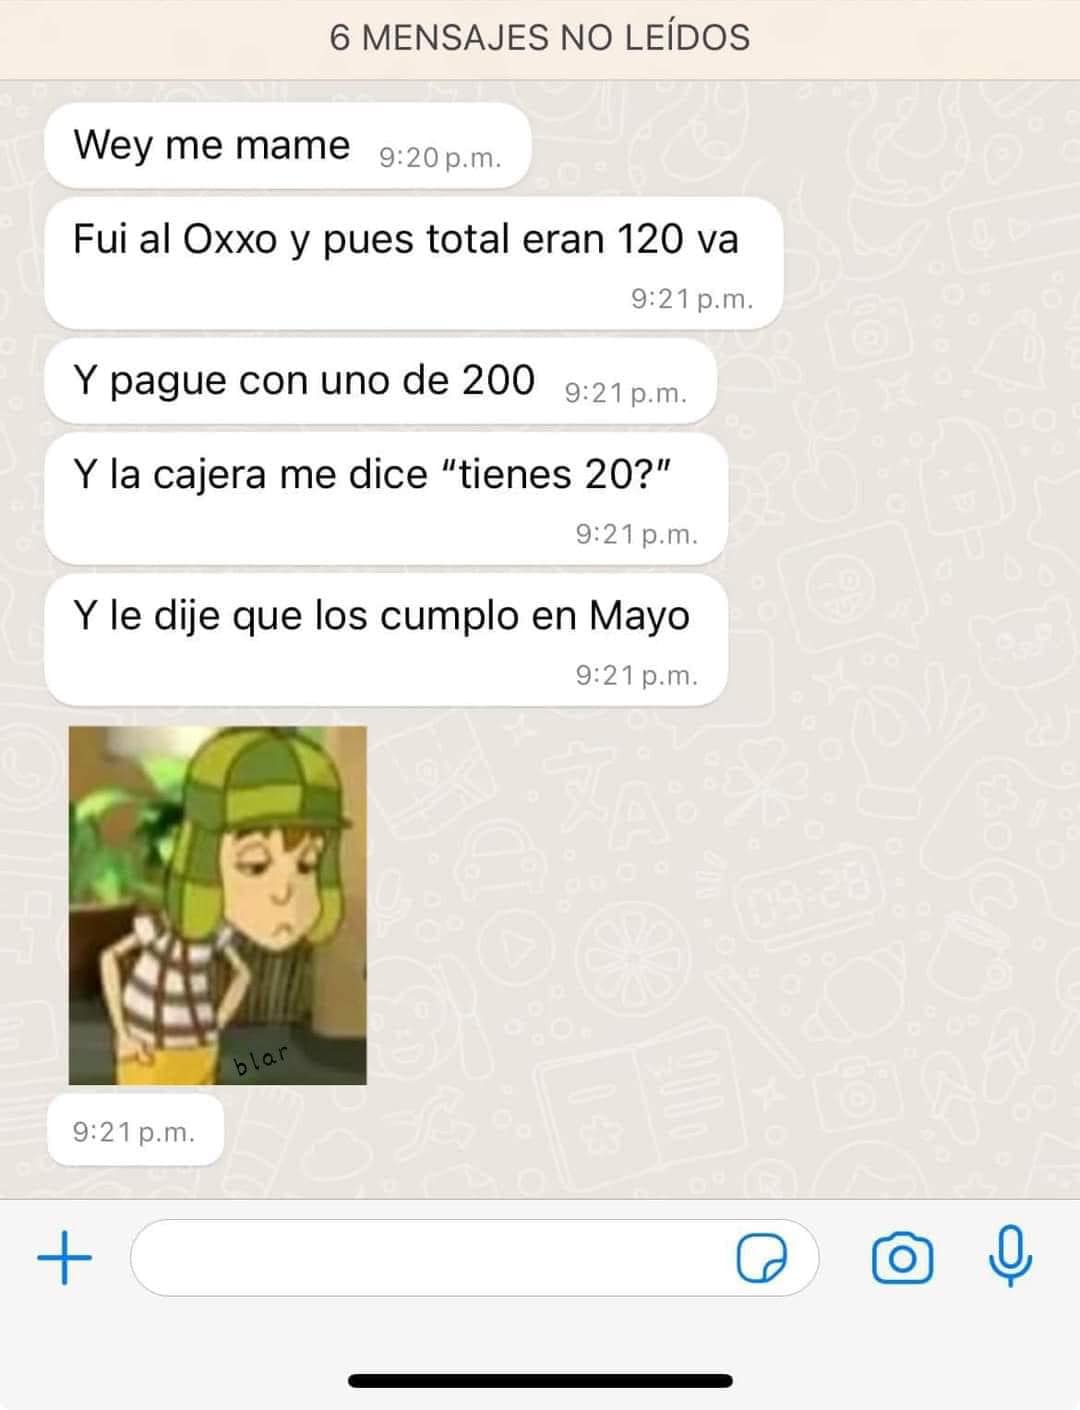 6 MENSAJES NO LEÍDOS
Wey me mame 9:20 p.m.
Fui al Oxxo y pues total eran 120 va
9:21 p.m.
Y pague con uno de 200 9:21 p.m.
Y la cajera me dice “tienes 20?”
9:21 p.m.
Y le dije que los cumplo en Mayo
9:21 p.m.
blar
9:21 p.m.